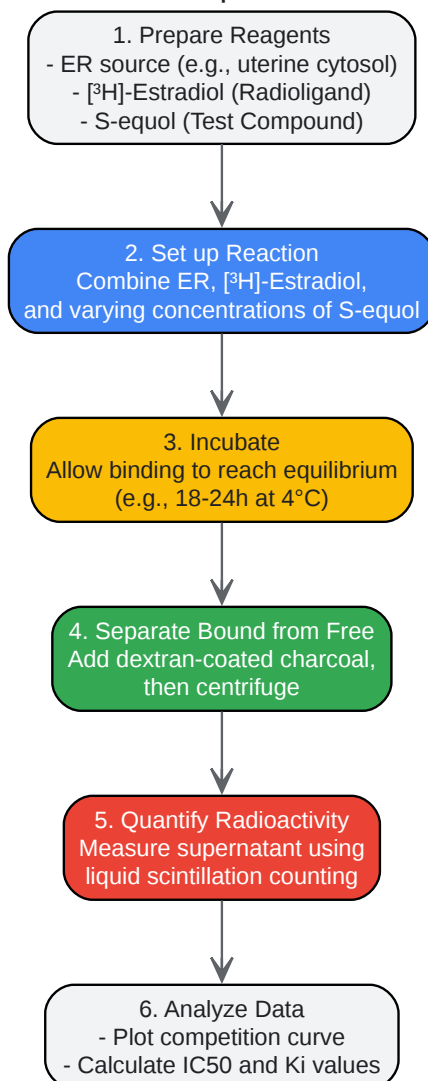 1. Prepare Reagents
- ER source (e.g., uterine cytosol)
- [³H]-Estradiol (Radioligand)
- S-equol (Test Compound)
2. Set up Reaction
Combine ER, [³H]-Estradiol,
and varying concentrations of S-equol
3. Incubate
Allow binding to reach equilibrium
(e.g., 18-24h at 4°C)
4. Separate Bound from Free
Add dextran-coated charcoal,
then centrifuge
5. Quantify Radioactivity
Measure supernatant using
liquid scintillation counting
6. Analyze Data
- Plot competition curve
- Calculate IC50 and Ki values